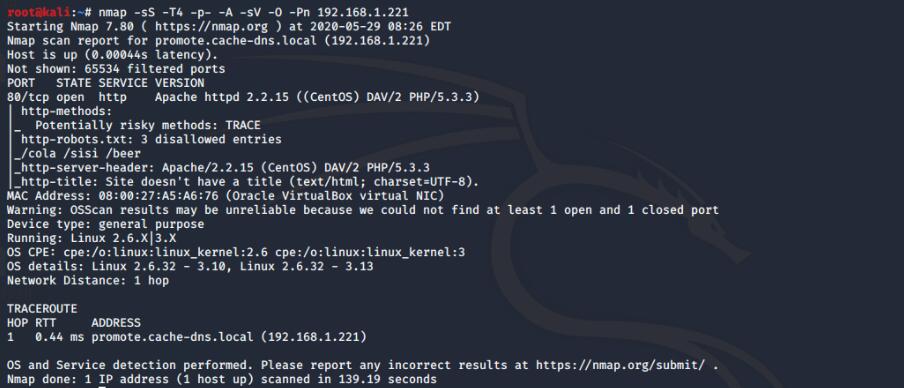 root@kali:~# nmap -sS -T4 -p- -A -sV -O -Pn 192.168.1.221
Starting Nmap 7.80 ( https://nmap.org ) at 2020-05-29 08:26 EDT
Nmap scan report for promote.cache-dns.local (192.168.1.221)
Host is up (0.00044s latency).
Not shown: 65534 filtered ports
PORT   STATE SERVICE VERSION
80/tcp open  http    Apache httpd 2.2.15 ((CentOS) DAV/2 PHP/5.3.3)
| http-methods:
|_  Potentially risky methods: TRACE
| http-robots.txt: 3 disallowed entries
|_/cola /sisi /beer
|_http-server-header: Apache/2.2.15 (CentOS) DAV/2 PHP/5.3.3
|_http-title: Site doesn't have a title (text/html; charset=UTF-8).
MAC Address: 08:00:27:A5:A6:76 (Oracle VirtualBox virtual NIC)
Warning: OSScan results may be unreliable because we could not find at least 1 open and 1 closed port
Device type: general purpose
Running: Linux 2.6.X|3.X
OS CPE: cpe:/o:linux:linux_kernel:2.6 cpe:/o:linux:linux_kernel:3
OS details: Linux 2.6.32 - 3.10, Linux 2.6.32 - 3.13
Network Distance: 1 hop

TRACEROUTE
HOP RTT     ADDRESS
1   0.44 ms promote.cache-dns.local (192.168.1.221)

OS and Service detection performed. Please report any incorrect results at https://nmap.org/submit/ .
Nmap done: 1 IP address (1 host up) scanned in 139.19 seconds